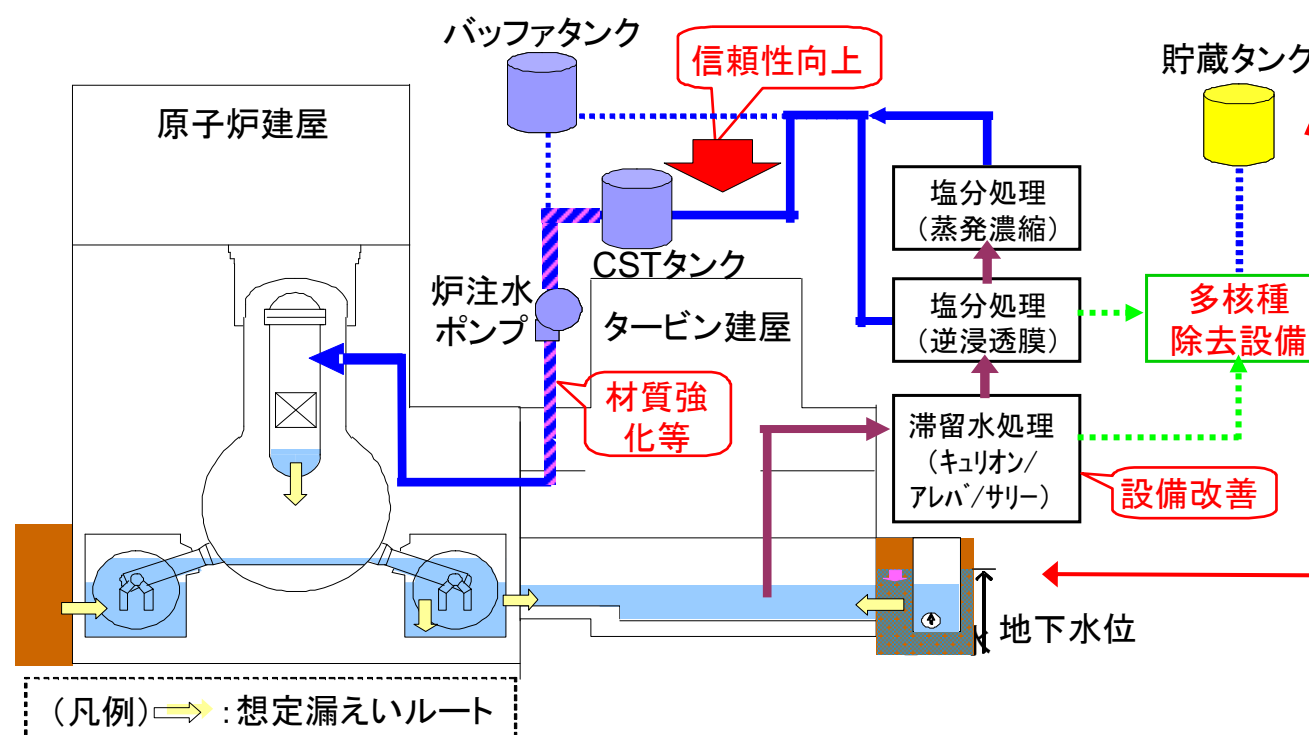 バッファタンク
信頼性向上
貯蔵タンク
原子炉建屋
塩分処理
（蒸発濃縮）
CSTタンク
炉注水
ポンプ
タービン建屋
塩分処理
（逆浸透膜）
多核種
除去設備
材質強
化等
滞留水処理
（ｷｭﾘｵﾝ/
ｱﾚﾊﾞ/ｻﾘｰ）
設備改善
地下水位
（凡例） ：想定漏えいルート